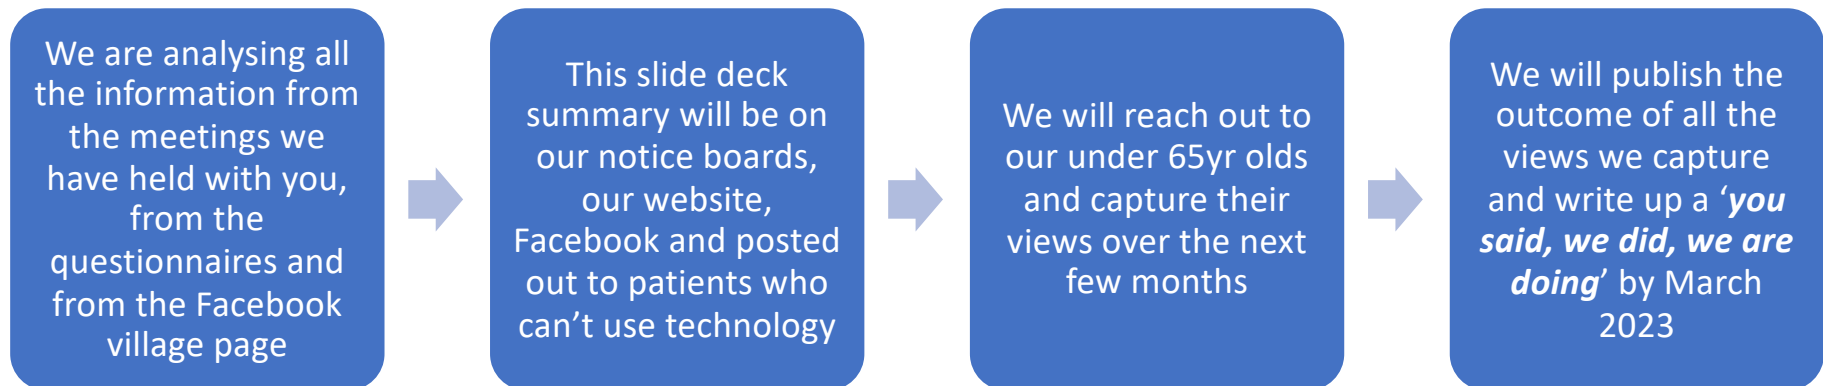 We are analysing all
the information from
the meetings we
have held with you,
from the
questionnaires and
from the Facebook
village page
This slide deck
summary will be on
our notice boards,
our website,
Facebook and posted
out to patients who
can’t use technology
We will reach out to
our under 65yr olds
and capture their
views over the next
few months
We will publish the
outcome of all the
views we capture
and write up a ‘you
said, we did, we are
doing’ by March
2023